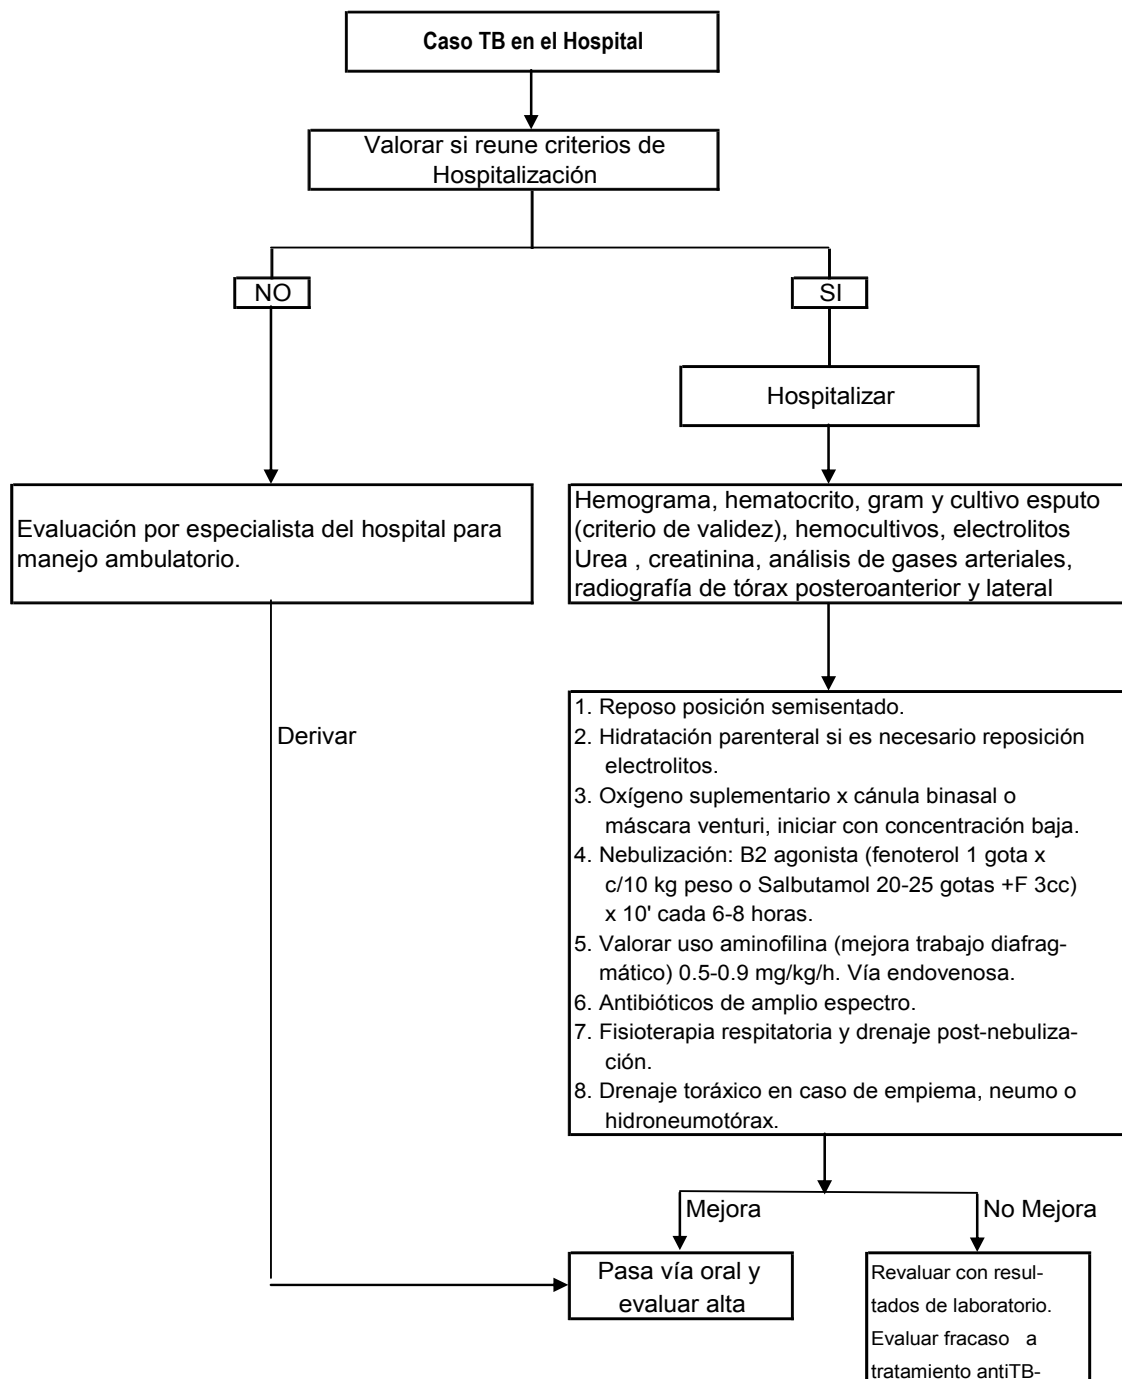 Caso TB en el Hospital
Valorar si reune criterios de
Hospitalización
NO
SI
Hospitalizar
Evaluación por especialista del hospital para
manejo ambulatorio.
Hemograma, hematocrito, gram y cultivo esputo
(criterio de validez), hemocultivos, electrolitos
Urea , creatinina, análisis de gases arteriales,
radiografía de tórax posteroanterior y lateral
Derivar
1. Reposo posición semisentado.
2. Hidratación parenteral si es necesario reposición
electrolitos.
3. Oxígeno suplementario x cánula binasal o
máscara venturi, iniciar con concentración baja.
4. Nebulización: B2 agonista (fenoterol 1 gota x
c/10 kg peso o Salbutamol 20-25 gotas +F 3cc)
x 10' cada 6-8 horas.
5. Valorar uso aminofilina (mejora trabajo diafrag-
mático) 0.5-0.9 mg/kg/h. Vía endovenosa.
6. Antibióticos de amplio espectro.
7. Fisioterapia respitatoria y drenaje post-nebuliza-
ción.
8. Drenaje toráxico en caso de empiema, neumo o
hidroneumotórax.
Mejora
No Mejora
Pasa vía oral y
evaluar alta
Revaluar con resul-
tados de laboratorio.
Evaluar fracaso a
tratamiento antiTB-